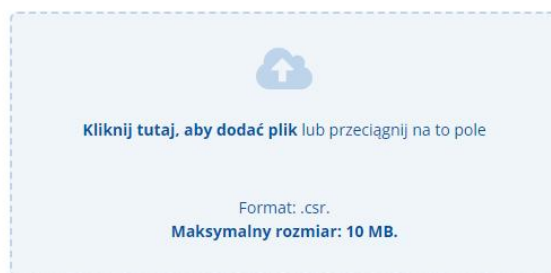 Kliknij tutaj, aby dodać plik lub przeciągnij na to pole
Format: .csr.
Maksymalny rozmiar: 10 MB.